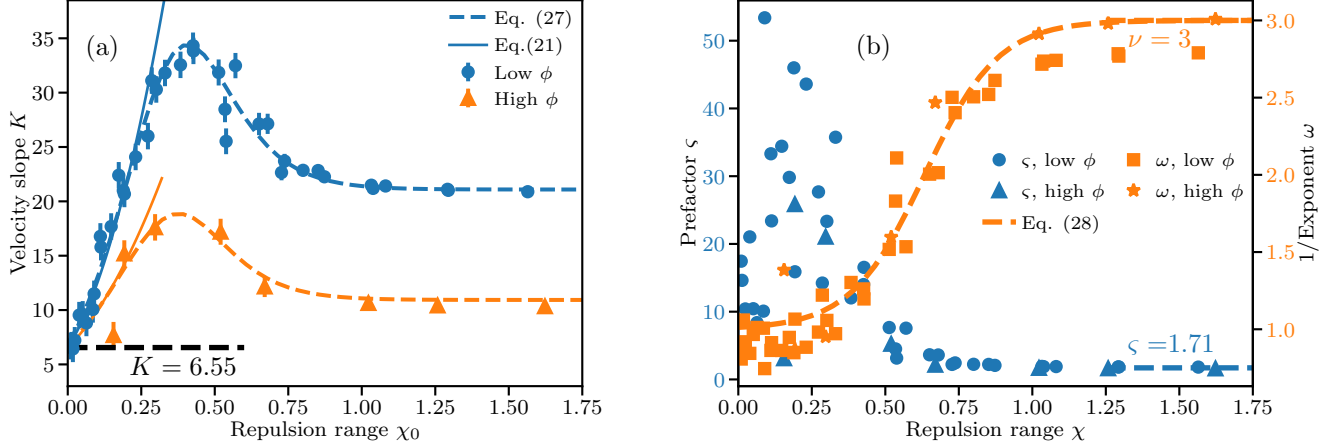 (a)
Eq. (27)
Eq.(21)
Low ϕ
High ϕ
K = 6.55
Velocity slope K
35
30
25
20
15
10
5
0.00 0.25 0.50 0.75 1.00 1.25 1.50 1.75
Repulsion range χ₀
(b)
ν = 3
ς, low ϕ
ω, low ϕ
ς, high ϕ
ω, high ϕ
Eq. (28)
ς =1.71
Prefactor ς
50
40
30
20
10
0
1/Exponent ω
3.0
2.5
2.0
1.5
1.0
0.00 0.25 0.50 0.75 1.00 1.25 1.50 1.75
Repulsion range χ